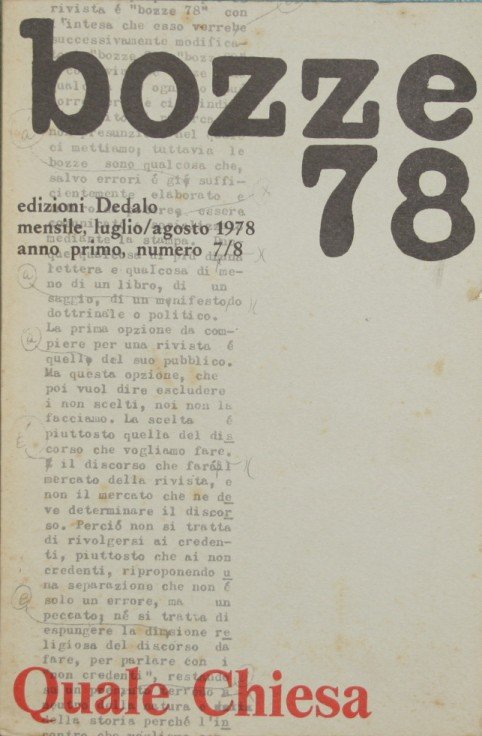 bozze
78
edizioni Dedalo
mensile, luglio/agosto 1978
anno primo, numero 7/8
rivista é "bozze 78" con
"intesa che esso verrebe
successivamente modifica-
ci mettiamo; tuttavia le
bozze sono qualcosa che,
salvo errori é giá suffi-
cientemente elaborato e
essere
mediante la stampa.
lettera e qualcosa di me-
no di un libro, di un
saggio, di un manifesto do
dottrinale o politico.
La prima opzione da com-
piere per una rivista é
quella del suo pubblico.
Ma questa opzione, che
poi vuol dire escludere
i non scelti, noi non la
facciamo. La scelta é
piuttosto quella del dis
corso che vogliamo fare.
il discorso che fará il
mercato della rivista, e
non il mercato che ne de
ve determinare il discor
so. Perció non si tratta
di rivolgersi ai creden-
ti, piuttosto che ai non
credenti, riproponendo u
na separazione che non é
solo un errore, ma un
peccato; né si tratta di
espungere la dimsione re
ligiosa del discorso da
fare, per parlare con i
"non credenti", restando
della storia perché l'in
Quale Chiesa